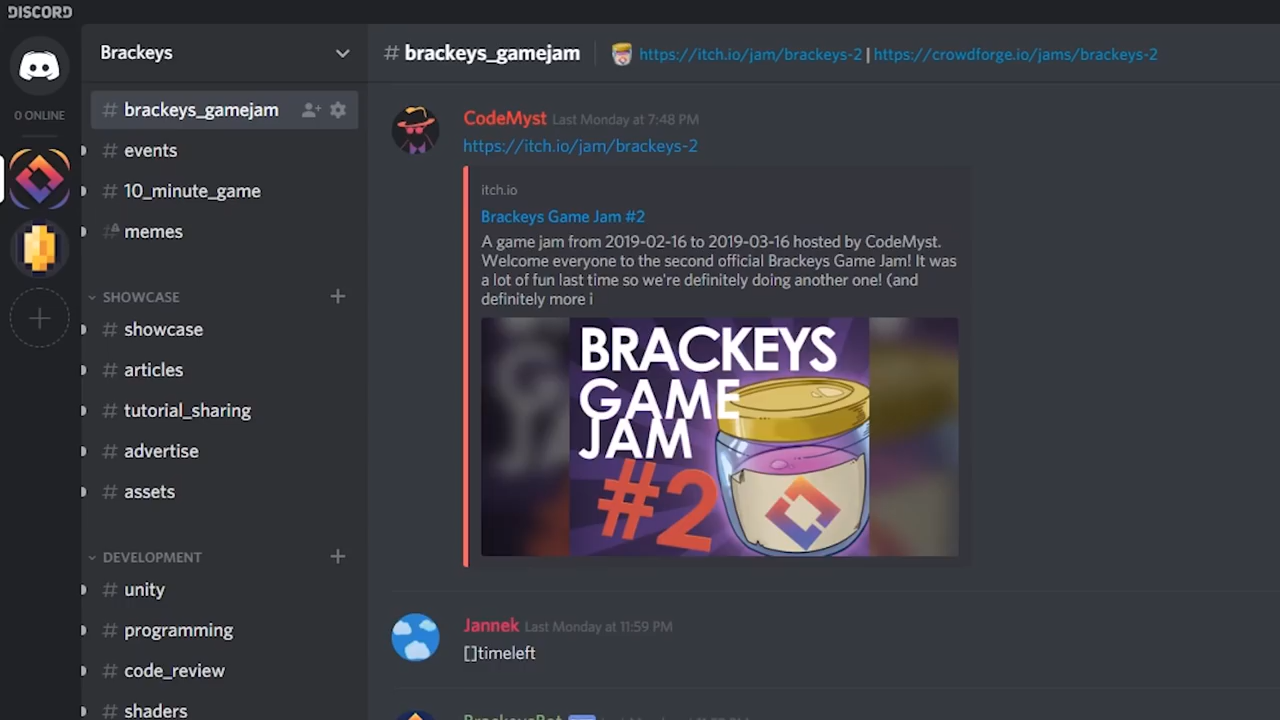 DISCORD
0 ONLINE
Brackeys
# brackeys_gamejam
# events
# 10_minute_game
# memes
SHOWCASE
# showcase
# articles
# tutorial_sharing
# advertise
# assets
DEVELOPMENT
# unity
# programming
# code_review
# shaders
# brackeys_gamejam https://itch.io/jam/brackeys-2 | https://crowdforge.io/jams/brackeys-2
CodeMyst Last Monday at 7:48 PM
https://itch.io/jam/brackeys-2
itch.io
Brackeys Game Jam #2
A game jam from 2019-02-16 to 2019-03-16 hosted by CodeMyst.
Welcome everyone to the second official Brackeys Game Jam! It was
a lot of fun last time so we're definitely doing another one! (and
definitely more i
BRACKEYS
GAME
JAM
#2
Jannek Last Monday at 11:59 PM
[]timeleft